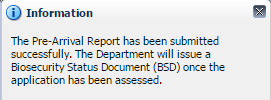 Information
The Pre-Arrival Report has been submitted
successfully. The Department will issue a
Biosecurity Status Document (BSD) once the
application has been assessed.